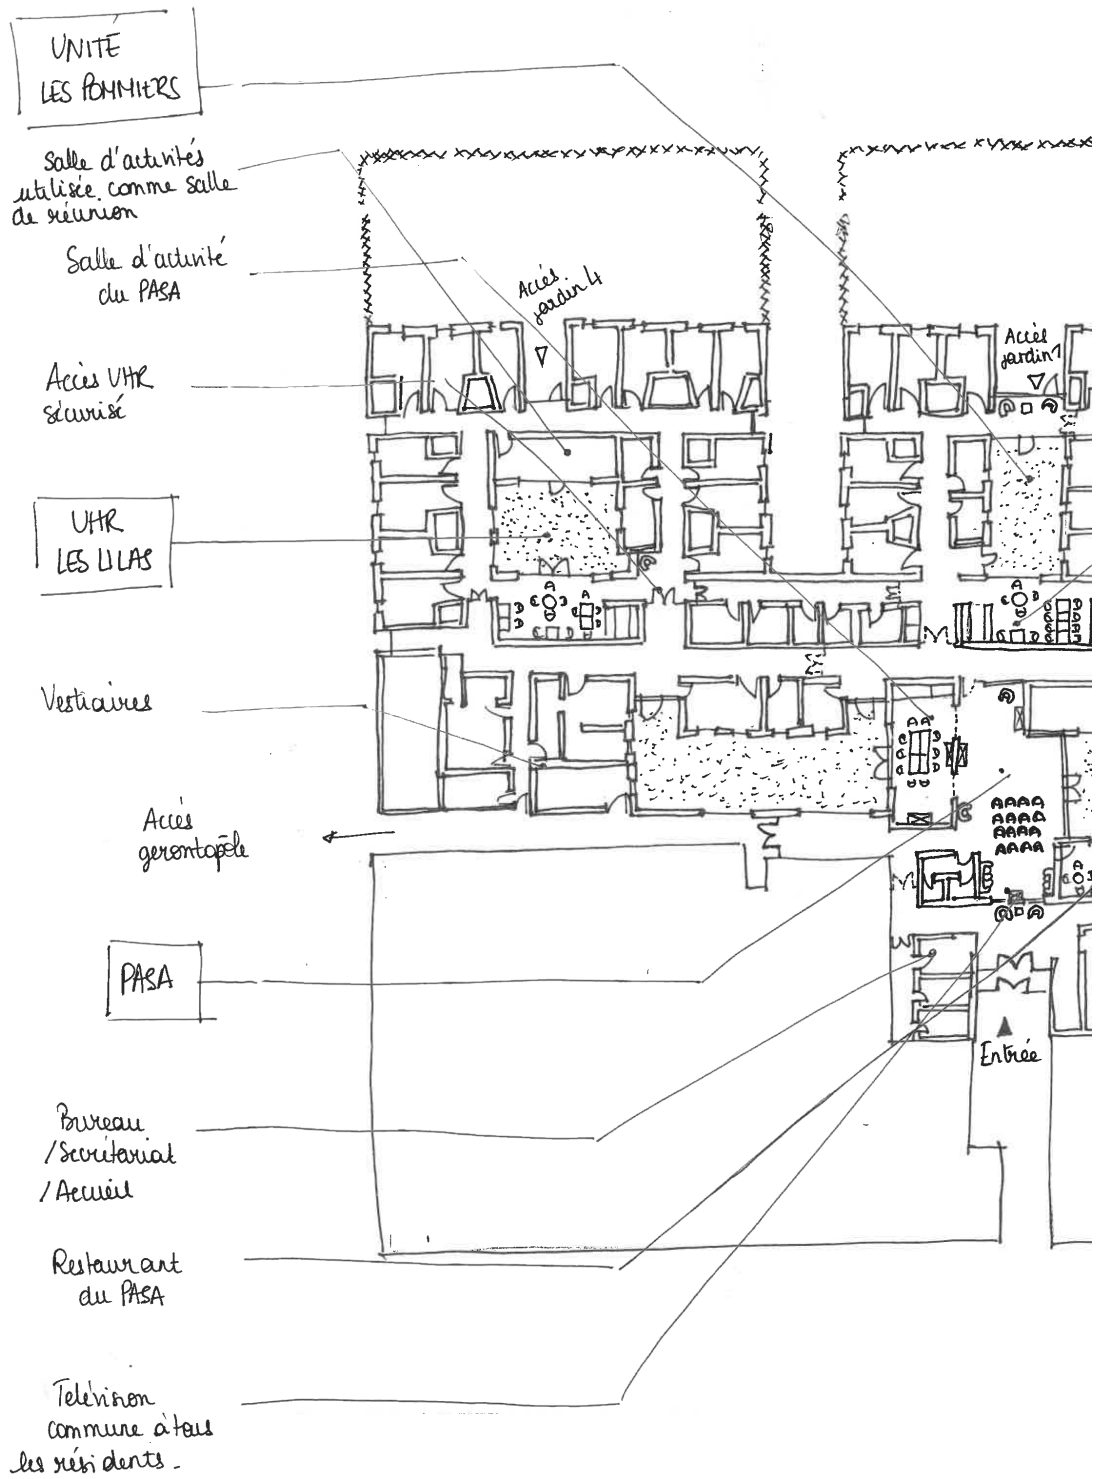 UNITÉ
LES POMMIERS
Salle d'activités
utilisée comme salle
de réunion
Salle d'activité
du PASA
Accès
jardin 4
Accès
jardin 1
Accès UHR
sécurisé
UHR
LES LILAS
Vestiaires
Accès
gerontopôle
PASA
Entrée
Bureau
/Secrétariat
/Accueil
Restaurant
du PASA
Télévision
commune à tous
les résidents.